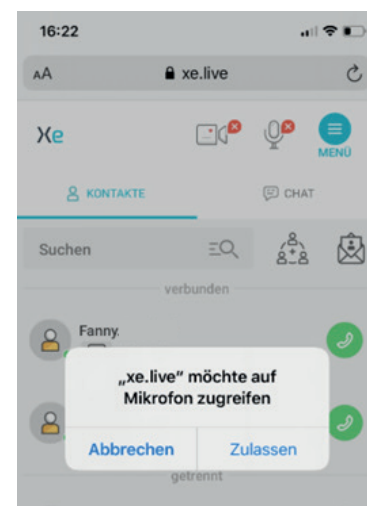 16:22
AA xe.live
Xe
MENÜ
KONTAKTE CHAT
Suchen
verbunden
Fanny.
„xe.live" möchte auf
Mikrofon zugreifen
Abbrechen Zulassen
getrennt